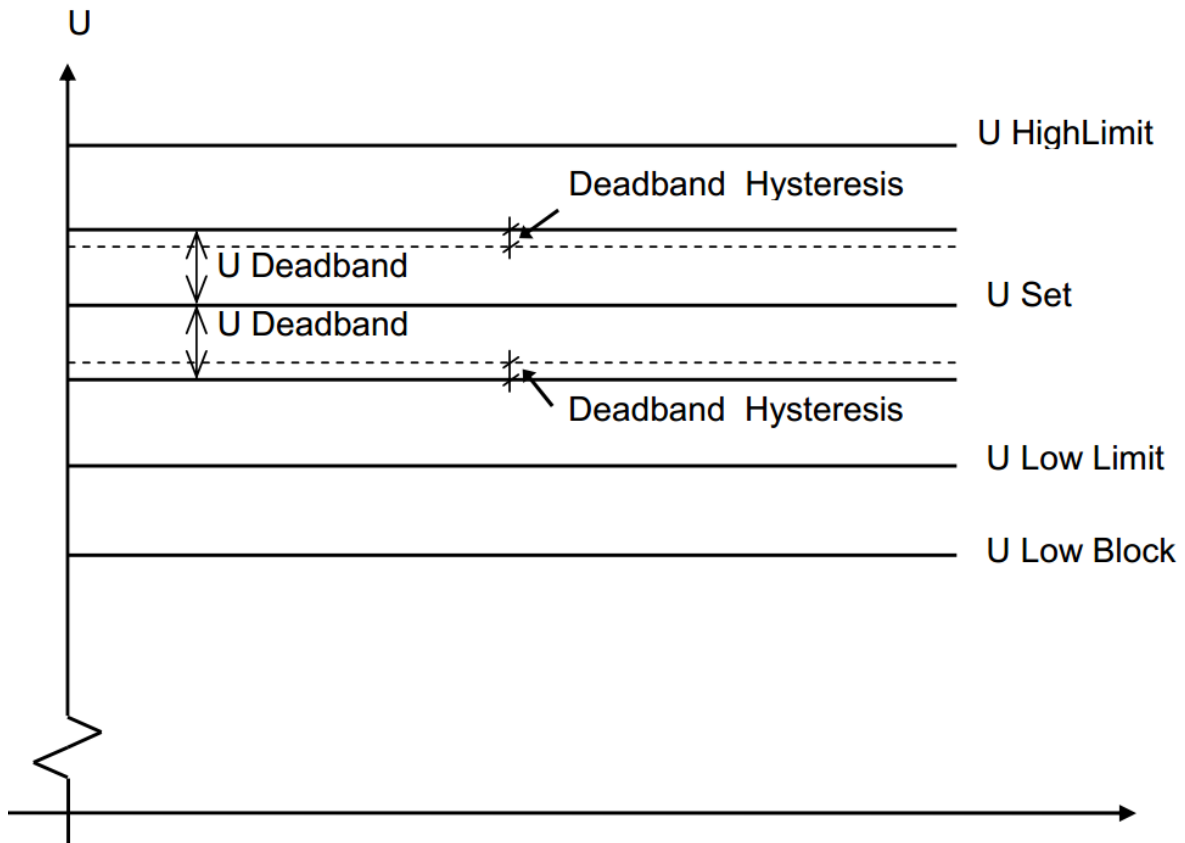 U
U HighLimit
Deadband Hysteresis
U Deadband
U Set
U Deadband
Deadband Hysteresis
U Low Limit
U Low Block